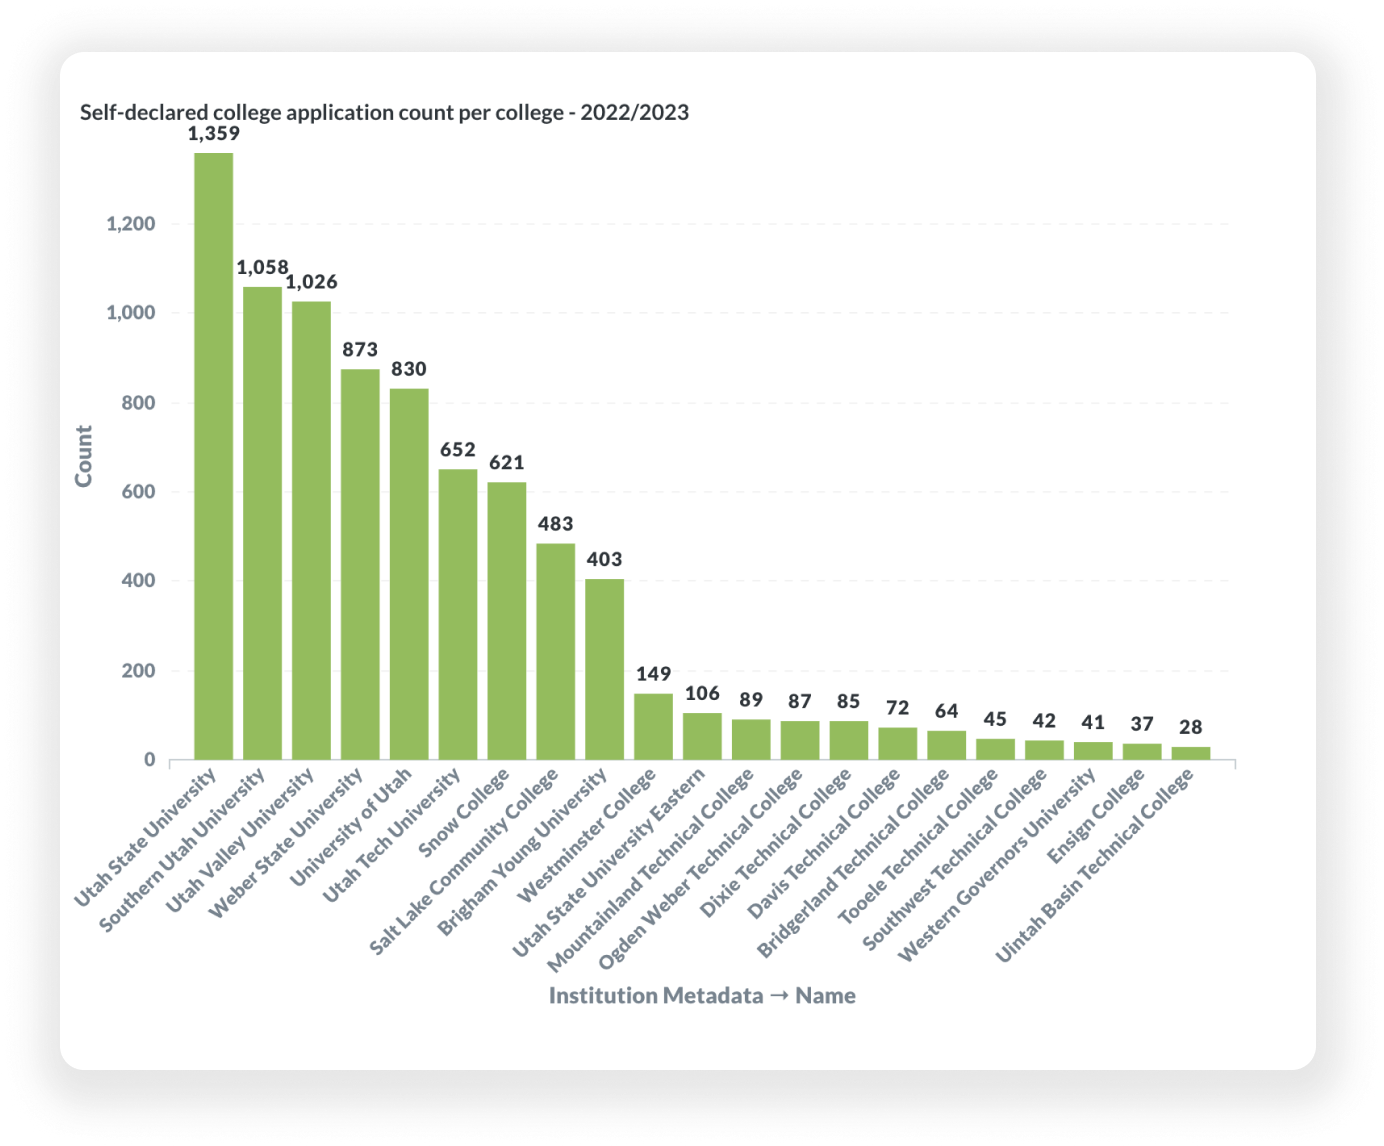 Self-declared college application count per college - 2022/2023
1,359
1,200
1,058
1,026
1,000
873
830
800
652
621
600
483
403
400
200
149
106
89
87
85
72
64
45
42
41
37
28
0
Count
Utah State University
Southern Utah University
Utah Valley University
Weber State University
University of Utah
Utah Tech University
Snow College
Salt Lake Community College
Brigham Young University
Westminster College
Utah State University Eastern
Mountainland Technical College
Ogden Weber Technical College
Dixie Technical College
Davis Technical College
Bridgerland Technical College
Tooele Technical College
Southwest Technical College
Western Governors University
Ensign College
Uintah Basin Technical College
Institution Metadata → Name